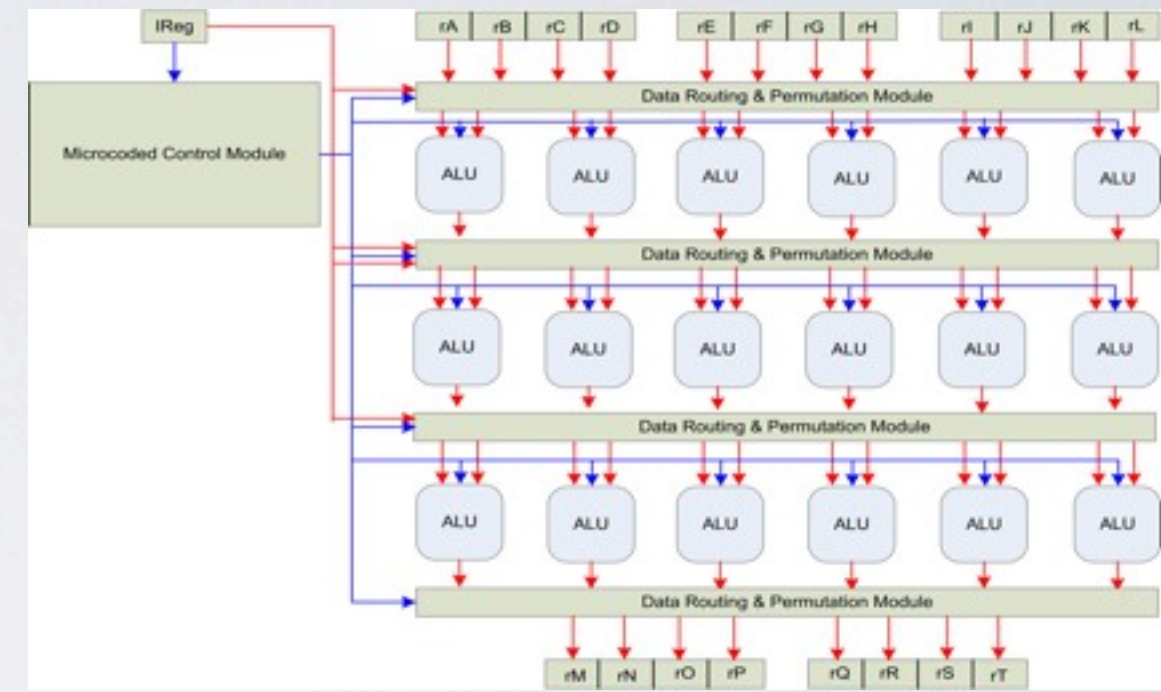 IReg
rA rB rC rD rE rF rG rH rI rJ rK rL
Data Routing & Permutation Module
Microcoded Control Module
ALU ALU ALU ALU ALU ALU
Data Routing & Permutation Module
ALU ALU ALU ALU ALU ALU
Data Routing & Permutation Module
ALU ALU ALU ALU ALU ALU
Data Routing & Permutation Module
rM rN rO rP rQ rR rS rT